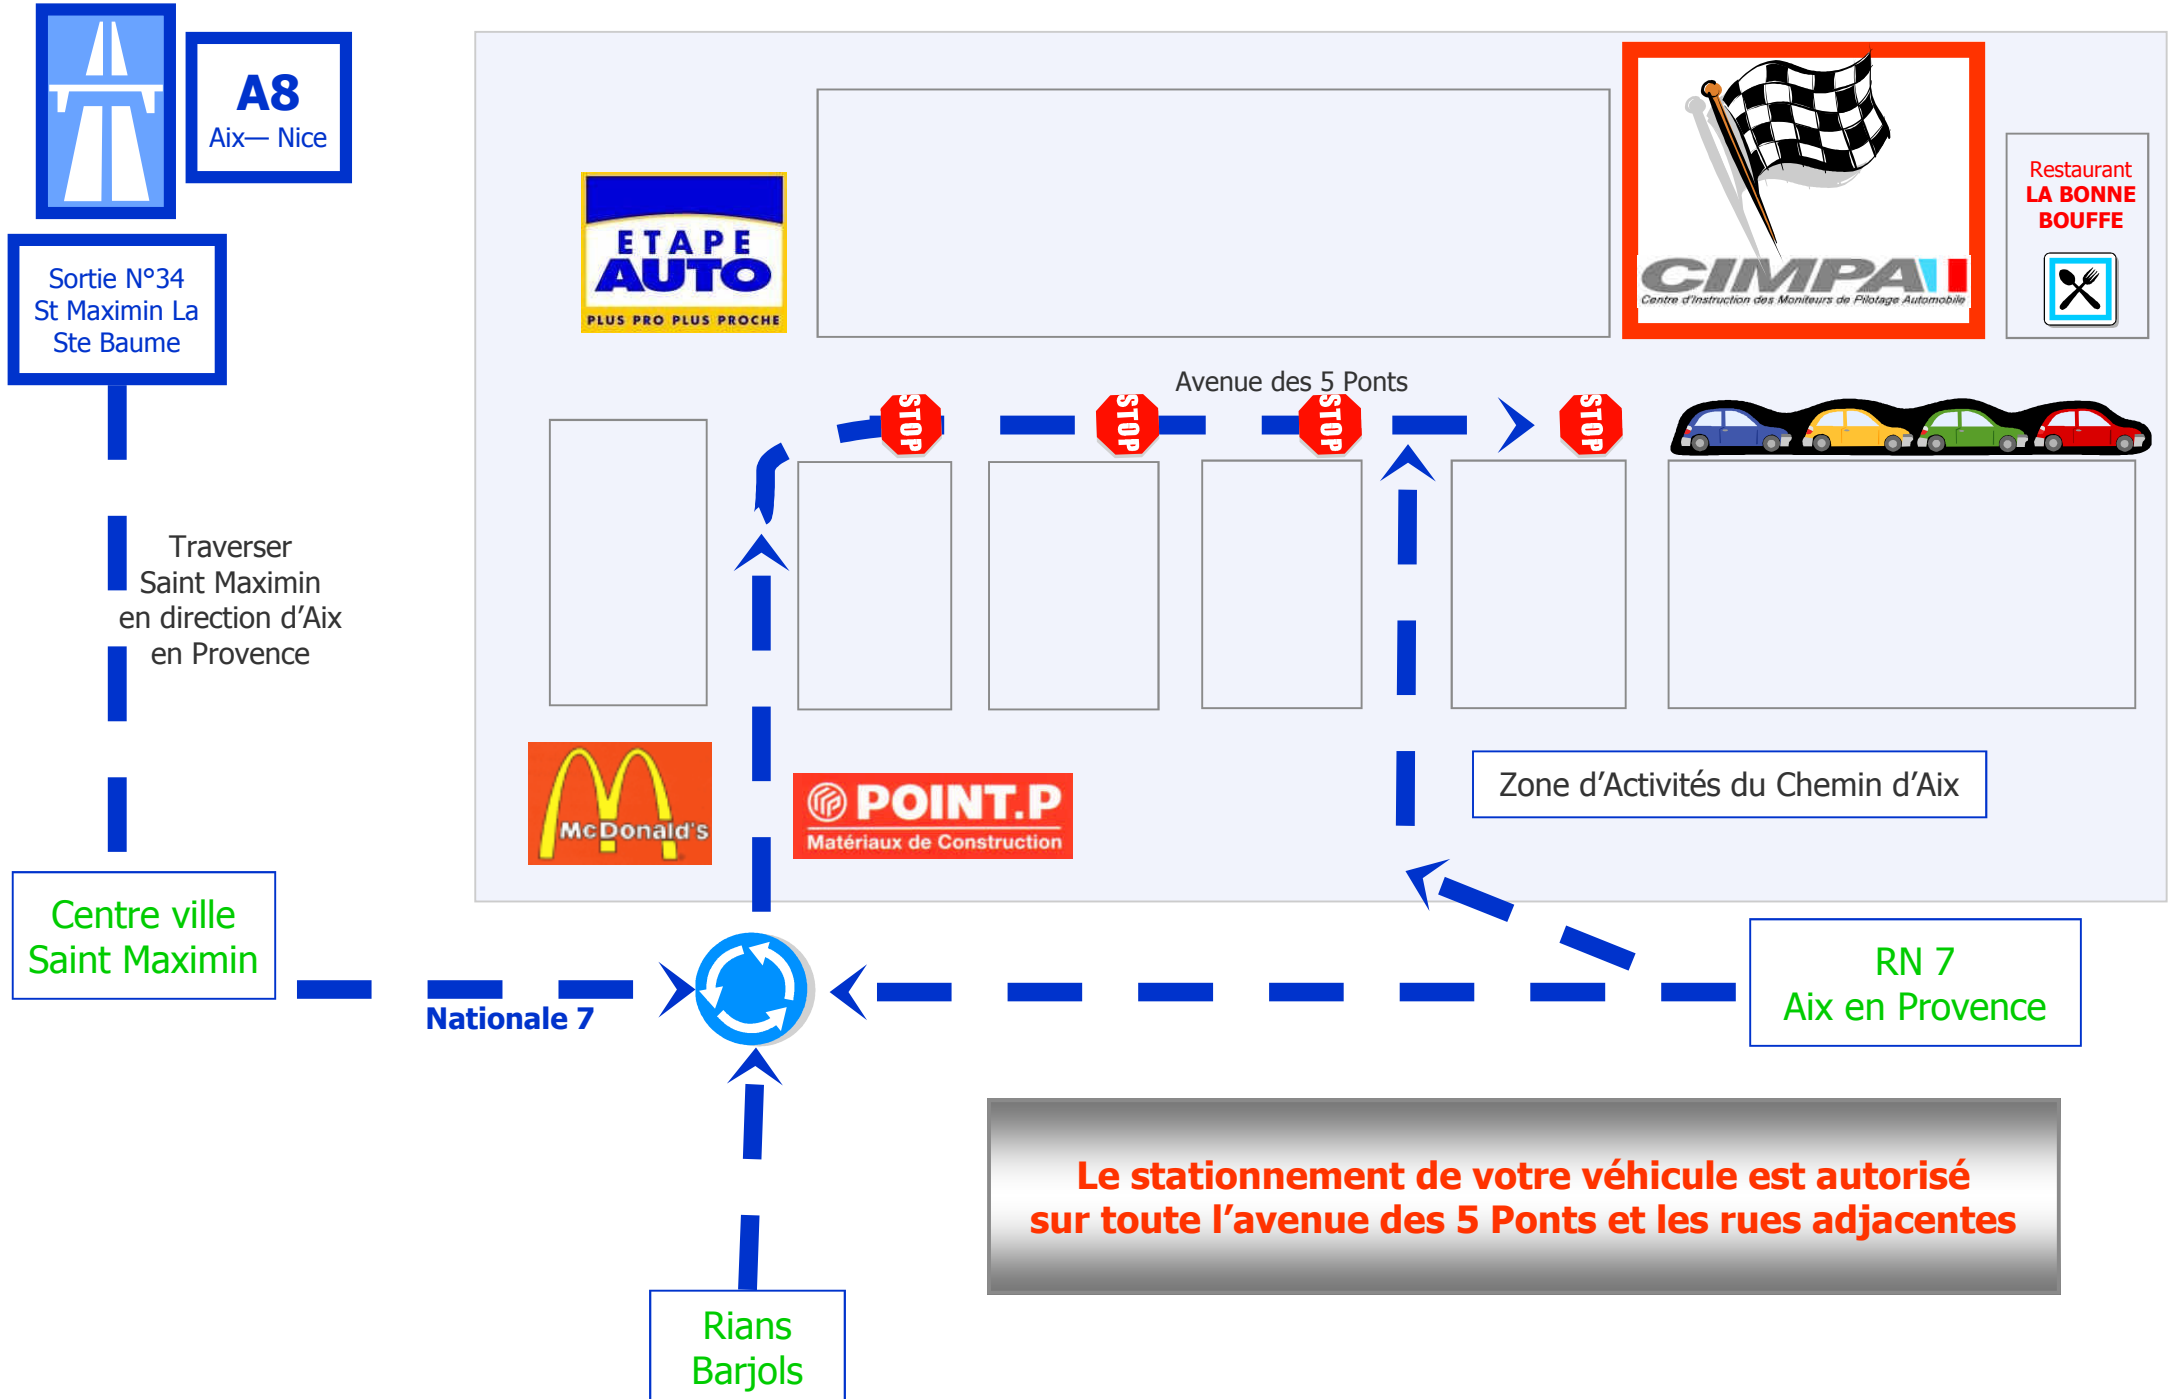 A8
Aix— Nice
Sortie N°34
St Maximin La
Ste Baume
Traverser
Saint Maximin
en direction d’Aix
en Provence
Centre ville
Saint Maximin
Nationale 7
ETAPE
AUTO
PLUS PRO PLUS PROCHE
CIMPA
Centre d'Instruction des Moniteurs de Pilotage Automobile
Restaurant
LA BONNE
BOUFFE
Avenue des 5 Ponts
STOP
STOP
STOP
STOP
McDonald's
POINT.P
Matériaux de Construction
Zone d’Activités du Chemin d’Aix
RN 7
Aix en Provence
Le stationnement de votre véhicule est autorisé
sur toute l’avenue des 5 Ponts et les rues adjacentes
Rians
Barjols